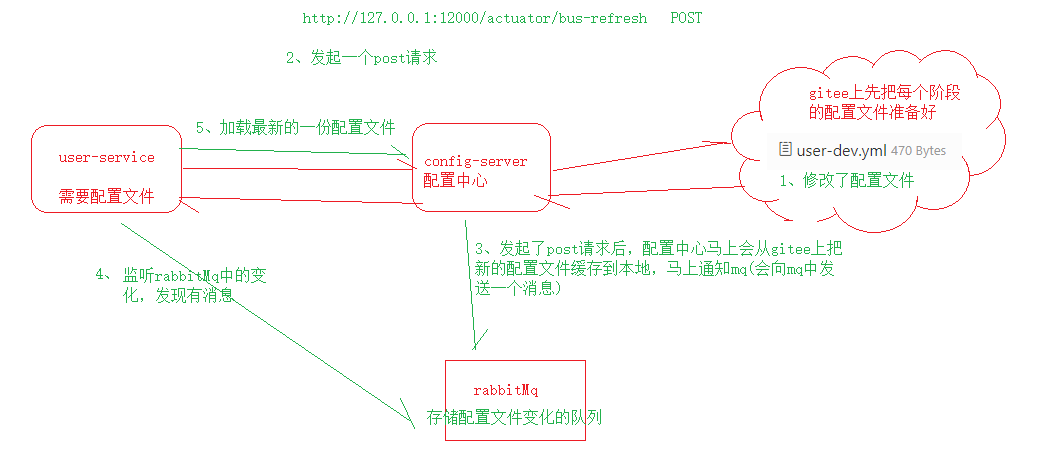 http://127.0.0.1:12000/actuator/bus-refresh POST
2、发起一个post请求
gitee上先把每个阶段
的配置文件准备好
user-dev.yml 470 Bytes
1、修改了配置文件
5、加载最新的一份配置文件
user-service
需要配置文件
config-server
配置中心
3、发起了post请求后，配置中心马上会从gitee上把
新的配置文件缓存到本地，马上通知mq(会向mq中发
送一个消息)
4、监听rabbitMq中的变
化，发现有消息
rabbitMq
存储配置文件变化的队列